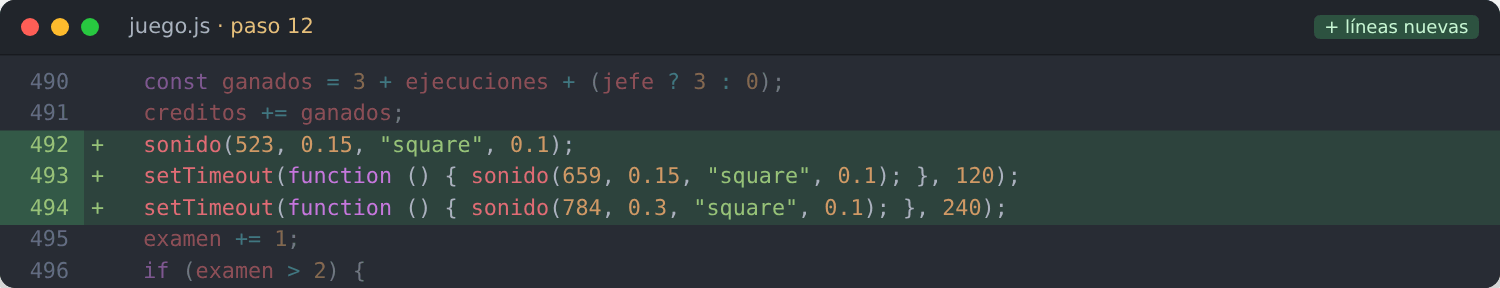 juego.js · paso 12
+ líneas nuevas
490 const ganados = 3 + ejecuciones + (jefe ? 3 : 0);
491 creditos += ganados;
492 + sonido(523, 0.15, "square", 0.1);
493 + setTimeout(function () { sonido(659, 0.15, "square", 0.1); }, 120);
494 + setTimeout(function () { sonido(784, 0.3, "square", 0.1); }, 240);
495 examen += 1;
496 if (examen > 2) {